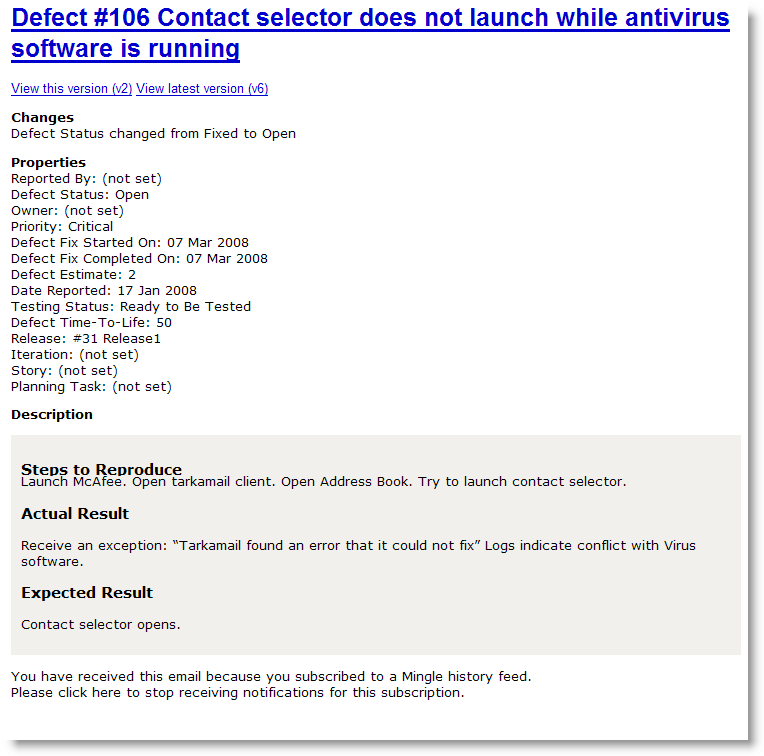 Defect #106 Contact selector does not launch while antivirus
software is running
View this version (v2) View latest version (v6)
Changes
Defect Status changed from Fixed to Open
Properties
Reported By: (not set)
Defect Status: Open
Owner: (not set)
Priority: Critical
Defect Fix Started On: 07 Mar 2008
Defect Fix Completed On: 07 Mar 2008
Defect Estimate: 2
Date Reported: 17 Jan 2008
Testing Status: Ready to Be Tested
Defect Time-To-Life: 50
Release: #31 Release1
Iteration: (not set)
Story: (not set)
Planning Task: (not set)
Description
Steps to Reproduce
Launch McAfee. Open tarkamail client. Open Address Book. Try to launch contact selector.
Actual Result
Receive an exception: “Tarkamail found an error that it could not fix” Logs indicate conflict with Virus
software.
Expected Result
Contact selector opens.
You have received this email because you subscribed to a Mingle history feed.
Please click here to stop receiving notifications for this subscription.